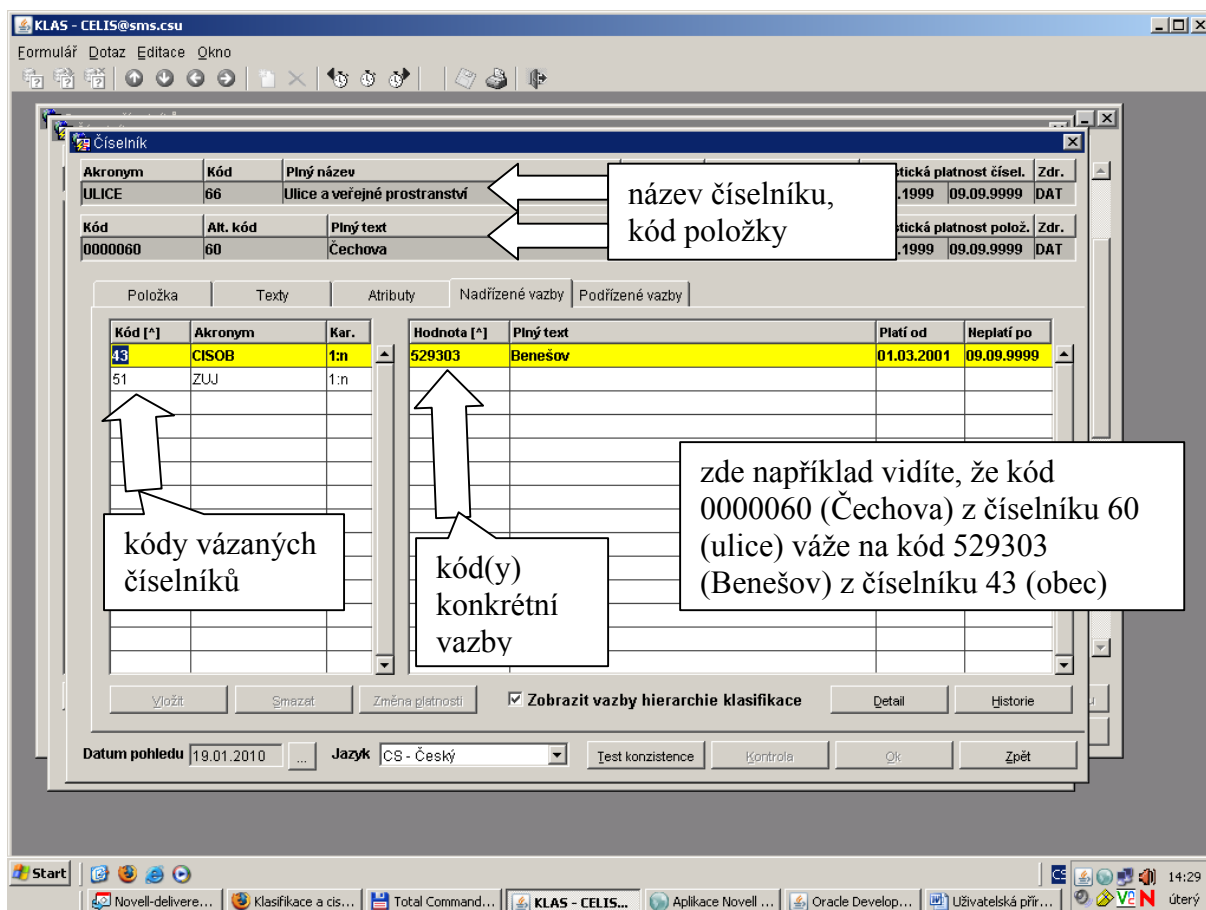 KLAS - CELIS@sms.csu
Formulář Dotaz Editace Okno
Číselník
Akronym Kód Plný název platnost čísel. Zdr.
ULICE 66 Ulice a veřejné prostranství .1999 09.09.9999 DAT
název číselníku,
kód položky
Kód Alt. kód Plný text stická platnost polož. Zdr.
0000060 60 Čechova .1999 09.09.9999 DAT
Položka Texty Atributy Nadřízené vazby Podřízené vazby
Kód [^] Akronym Kar. Hodnota [^] Plný text Platí od Neplatí po
43 CISOB 1:n 529303 Benešov 01.03.2001 09.09.9999
51 ZUJ 1:n
zde například vidíte, že kód
0000060 (Čechova) z číselníku 60
(ulice) váže na kód 529303
(Benešov) z číselníku 43 (obec)
kódy vázaných
číselníků
kód(y)
konkrétní
vazby
Vložit Smazat Změna platnosti Zobrazit vazby hierarchie klasifikace Detail Historie
Datum pohledu 19.01.2010 ... Jazyk CS - Český Test konzistence Kontrola Ok Zpět
Start CS 14:29
Novell-delivere... Klasifikace a cis... Total Command... KLAS - CELIS... Aplikace Novell ... Oracle Develop... Uživatelská pří... úterý